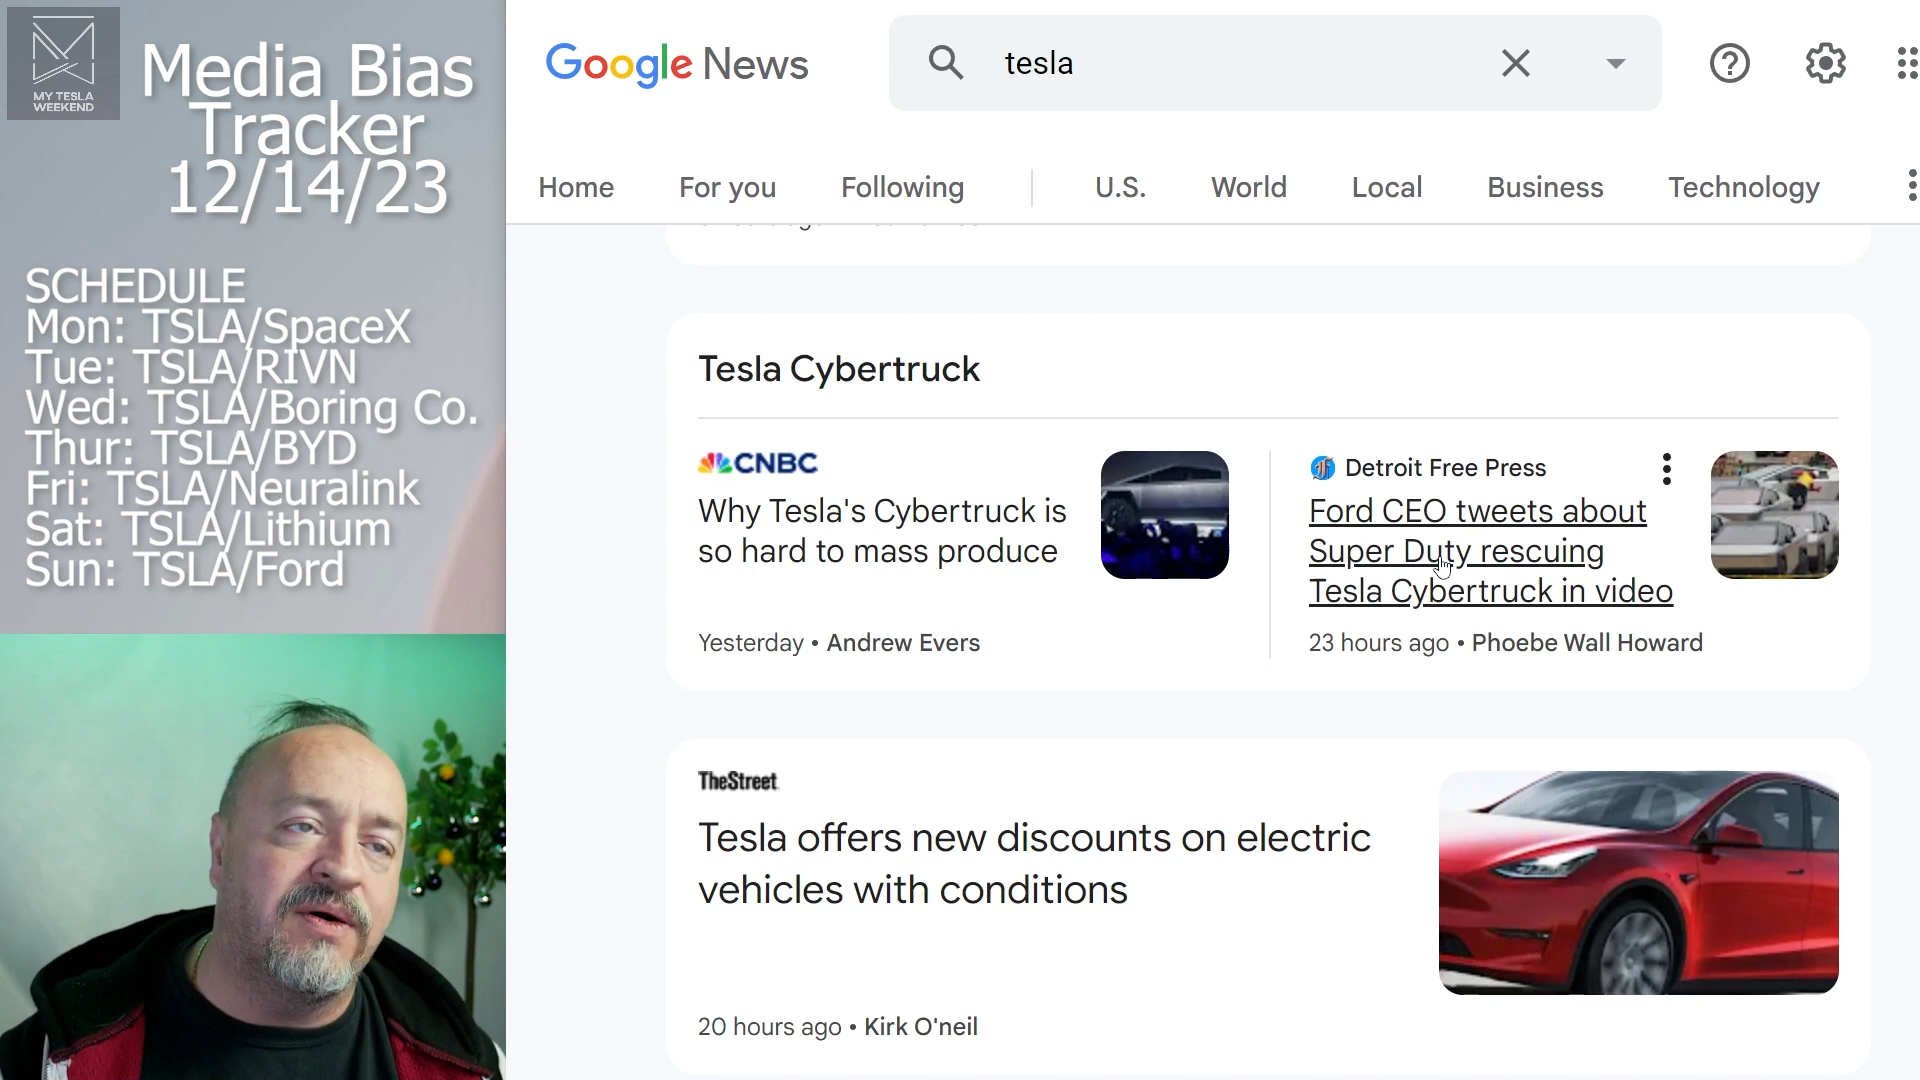 MY TESLA
WEEKEND
Media Bias
Tracker
12/14/23
SCHEDULE
Mon: TSLA/SpaceX
Tue: TSLA/RIVN
Wed: TSLA/Boring Co.
Thur: TSLA/BYD
Fri: TSLA/Neuralink
Sat: TSLA/Lithium
Sun: TSLA/Ford
Google News
tesla
Home For you Following U.S. World Local Business Technology
Tesla Cybertruck
CNBC
Why Tesla's Cybertruck is
so hard to mass produce
Yesterday • Andrew Evers
Detroit Free Press
Ford CEO tweets about
Super Duty rescuing
Tesla Cybertruck in video
23 hours ago • Phoebe Wall Howard
TheStreet
Tesla offers new discounts on electric
vehicles with conditions
20 hours ago • Kirk O'neil